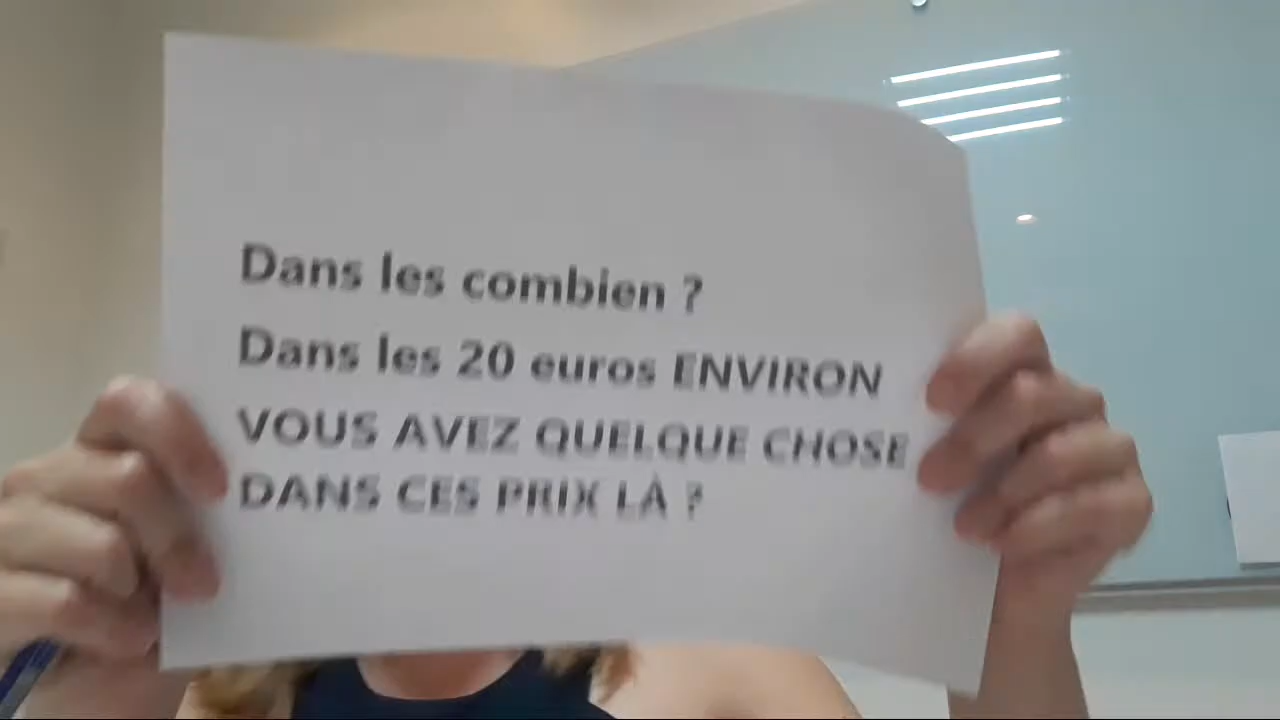 Dans les combien ?
Dans les 20 euros ENVIRON
VOUS AVEZ QUELQUE CHOSE
DANS CES PRIX LÀ ?